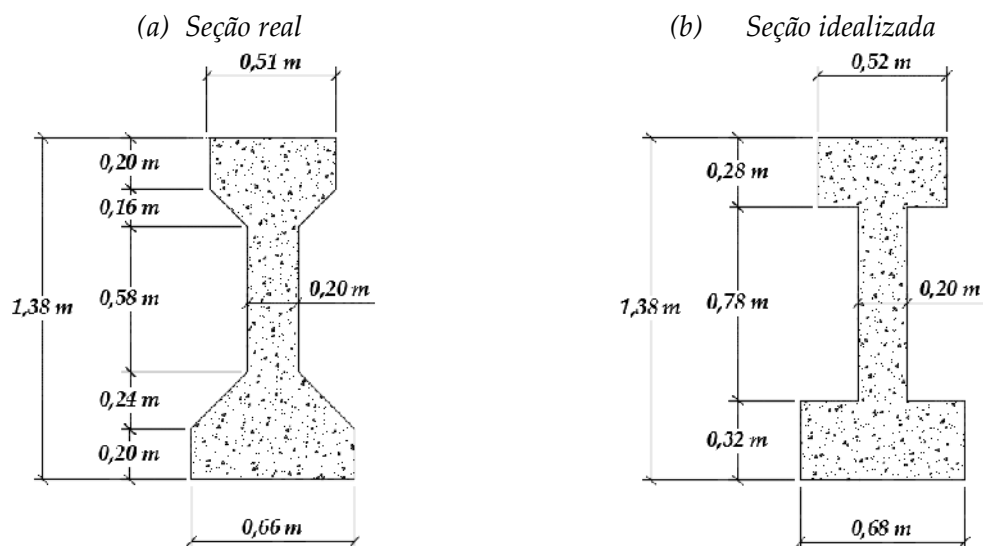 (a) Seção real
(b) Seção idealizada
0,51 m
0,52 m
0,20 m
0,16 m
0,58 m
0,24 m
0,20 m
1,38 m
0,20 m
0,66 m
0,28 m
0,78 m
0,32 m
1,38 m
0,20 m
0,68 m